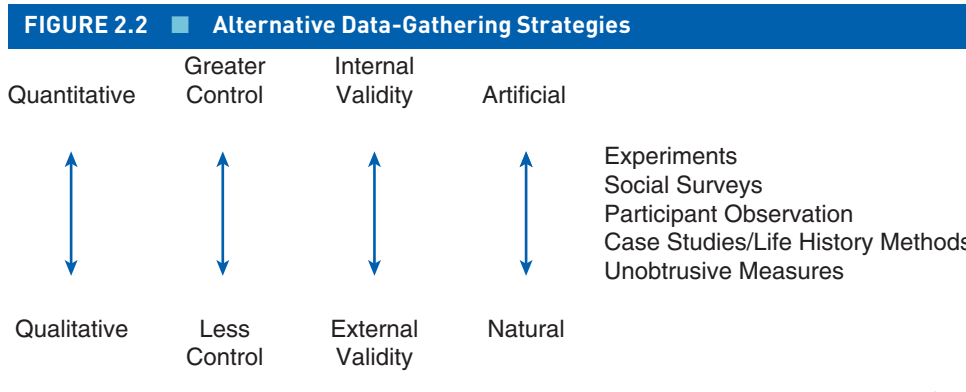 FIGURE 2.2 ■ Alternative Data-Gathering Strategies
Quantitative
Greater
Control
Internal
Validity
Artificial
Experiments
Social Surveys
Participant Observation
Case Studies/Life History Methods
Unobtrusive Measures
Qualitative
Less
Control
External
Validity
Natural